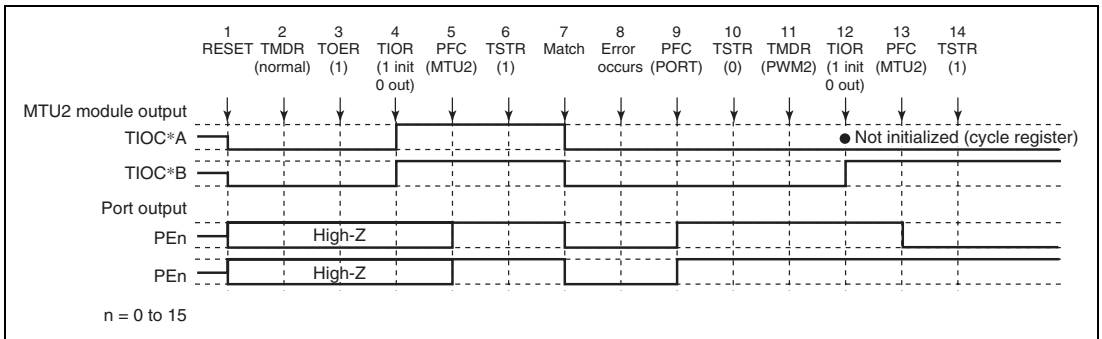 1 2 3 4 5 6 7 8 9 10 11 12 13 14
RESET TMDR TOER TIOR PFC TSTR Match Error PFC TSTR TMDR TIOR PFC TSTR
(normal) (1) (1 init (MTU2) (1) occurs (PORT) (0) (PWM2) (1 init (MTU2) (1)
0 out) 0 out)
MTU2 module output
TIOC*A ● Not initialized (cycle register)
TIOC*B
Port output
PEn High-Z
PEn High-Z
n = 0 to 15